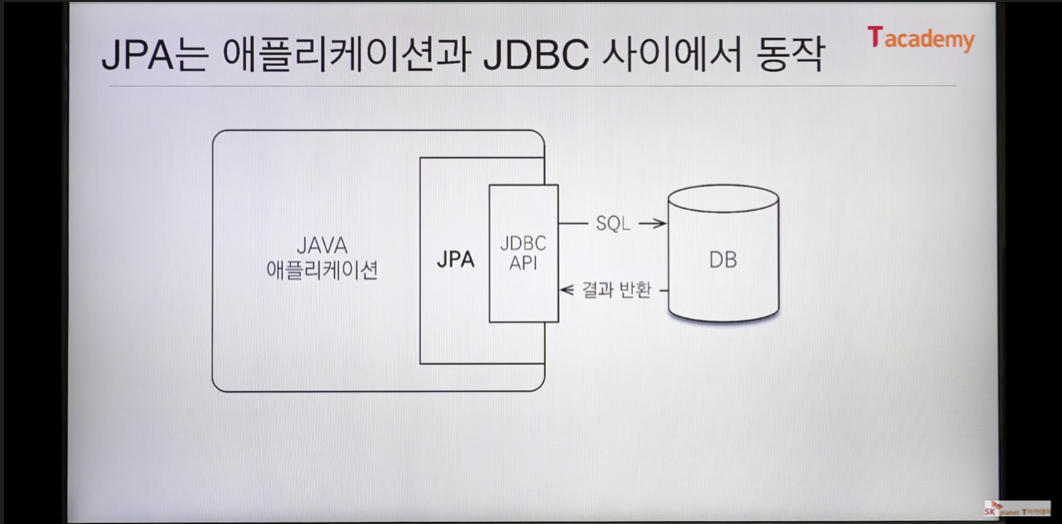 JPA는 애플리케이션과 JDBC 사이에서 동작
Tacademy
JAVA
애플리케이션
JPA
JDBC
API
SQL
결과 반환
DB
SK planet T아카데미